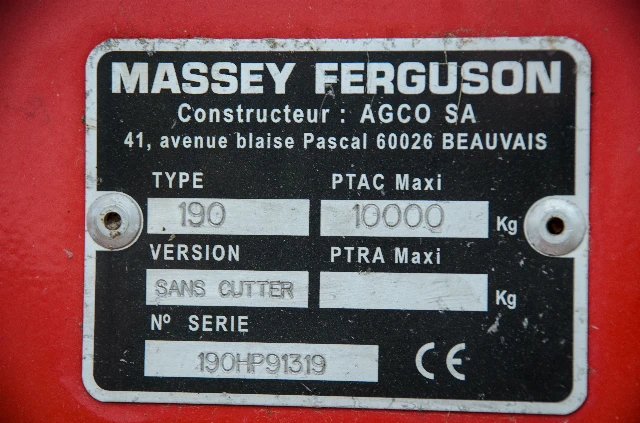 MASSEY FERGUSON
Constructeur : AGCO SA
41, avenue blaise Pascal 60026 BEAUVAIS
TYPE PTAC Maxi
190 10000 Kg
VERSION PTRA Maxi
SANS CUTTER Kg
Nº SERIE
190HP91319 CE